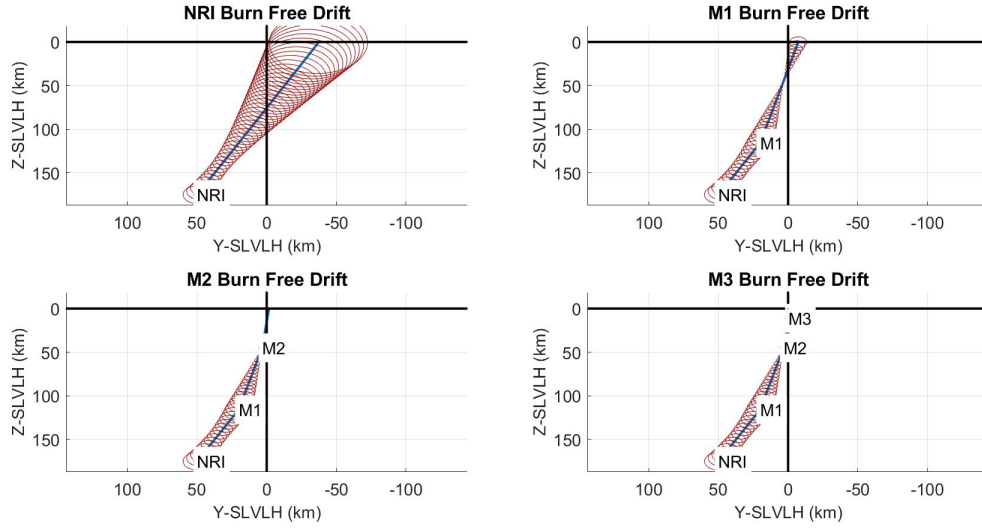 NRI Burn Free Drift
0
50
100
150
Z-SLVLH (km)
NRI
100 50 0 -50 -100
Y-SLVLH (km)
M1 Burn Free Drift
0
50
100
150
Z-SLVLH (km)
M1
NRI
100 50 0 -50 -100
Y-SLVLH (km)
M2 Burn Free Drift
0
50
100
150
Z-SLVLH (km)
M2
M1
NRI
100 50 0 -50 -100
Y-SLVLH (km)
M3 Burn Free Drift
0
50
100
150
Z-SLVLH (km)
M3
M2
M1
NRI
100 50 0 -50 -100
Y-SLVLH (km)